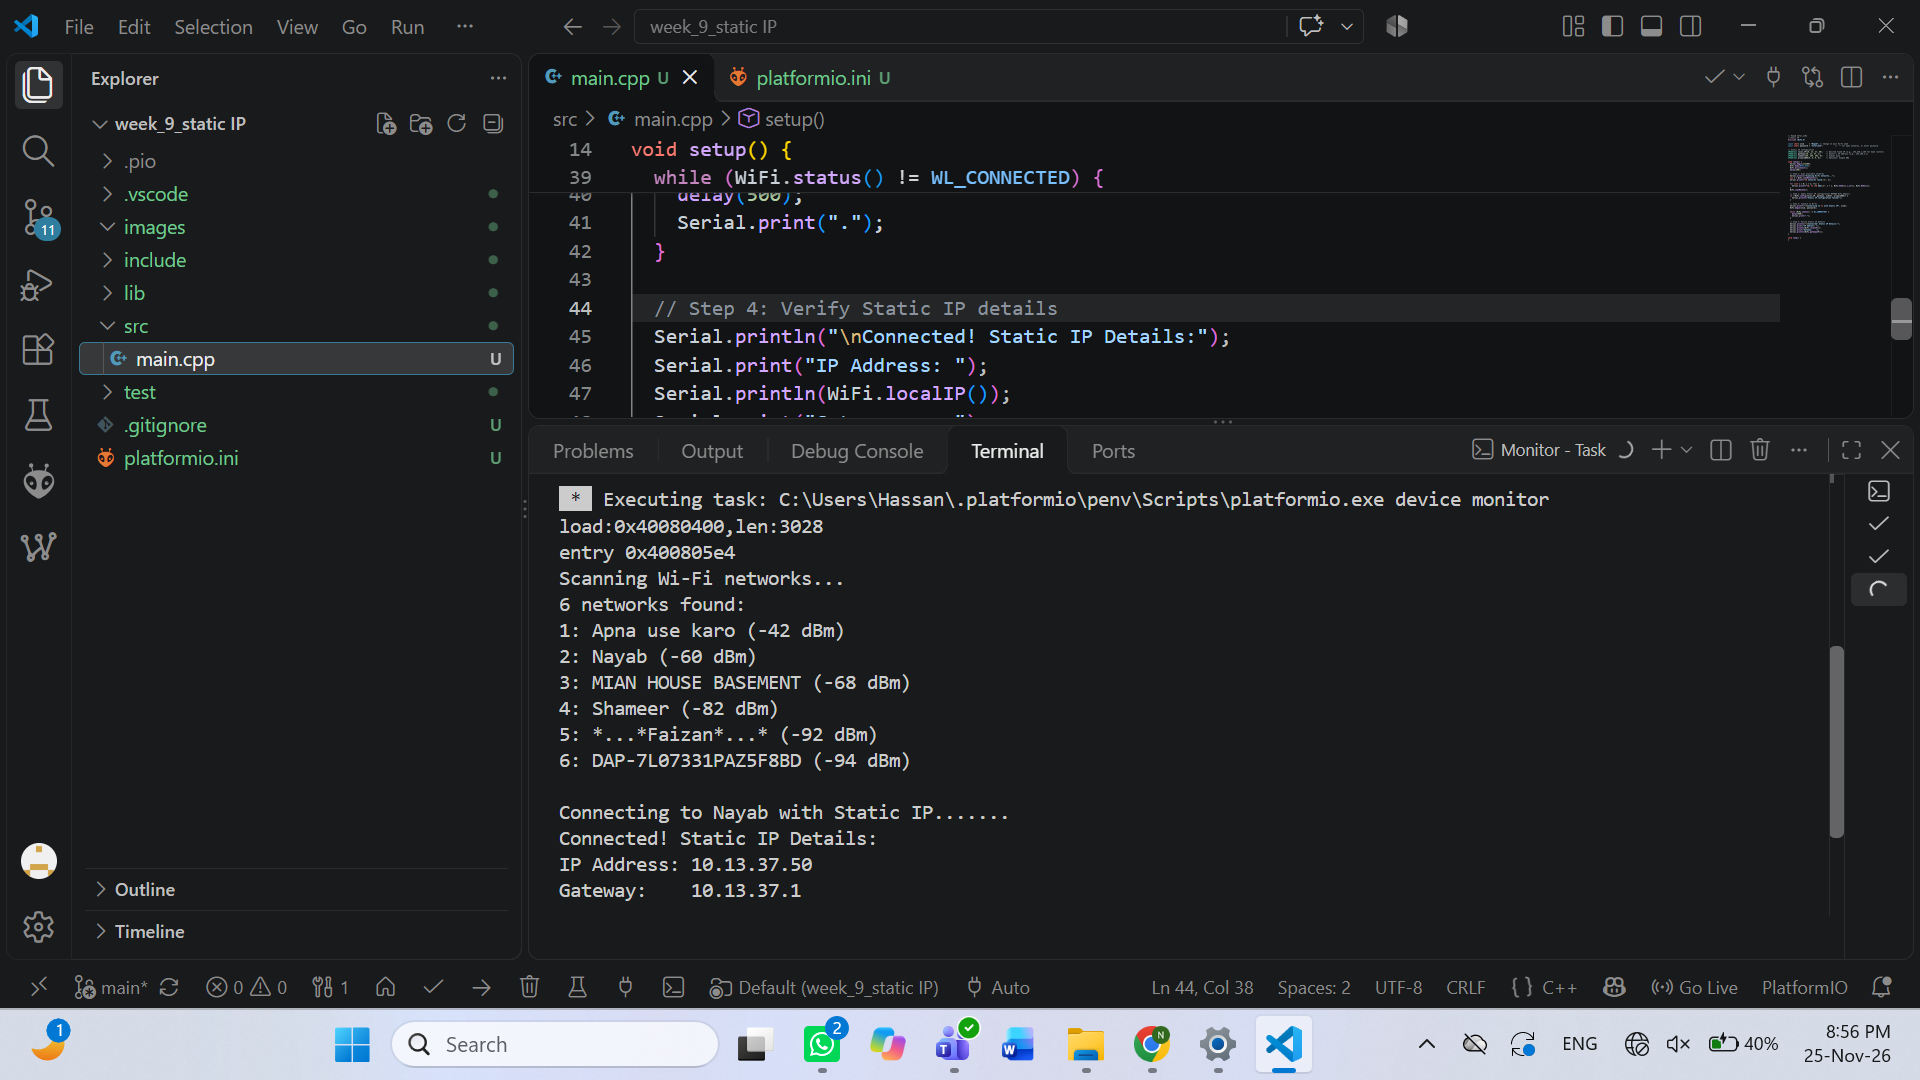 File Edit Selection View Go Run ···
week_9_static IP
Explorer
week_9_static IP
.pio
.vscode
images
include
lib
src
main.cpp U
test
.gitignore U
platformio.ini U
Outline
Timeline
11
main.cpp U
platformio.ini U
src > main.cpp > setup()
14 void setup() {
39 while (WiFi.status() != WL_CONNECTED) {
40 delay(500);
41 Serial.print(".");
42 }
43
44 // Step 4: Verify Static IP details
45 Serial.println("\nConnected! Static IP Details:");
46 Serial.print("IP Address: ");
47 Serial.println(WiFi.localIP());
Problems Output Debug Console Terminal Ports
Monitor - Task
* Executing task: C:\Users\Hassan\.platformio\penv\Scripts\platformio.exe device monitor
load:0x40080400,len:3028
entry 0x400805e4
Scanning Wi-Fi networks...
6 networks found:
1: Apna use karo (-42 dBm)
2: Nayab (-60 dBm)
3: MIAN HOUSE BASEMENT (-68 dBm)
4: Shameer (-82 dBm)
5: *...*Faizan*...* (-92 dBm)
6: DAP-7L07331PAZ5F8BD (-94 dBm)
Connecting to Nayab with Static IP.......
Connected! Static IP Details:
IP Address: 10.13.37.50
Gateway: 10.13.37.1
main* 0 0 1 Default (week_9_static IP) Auto Ln 44, Col 38 Spaces: 2 UTF-8 CRLF {} C++ Go Live PlatformIO
1 Search 2 ENG 40% 8:56 PM
25-Nov-26